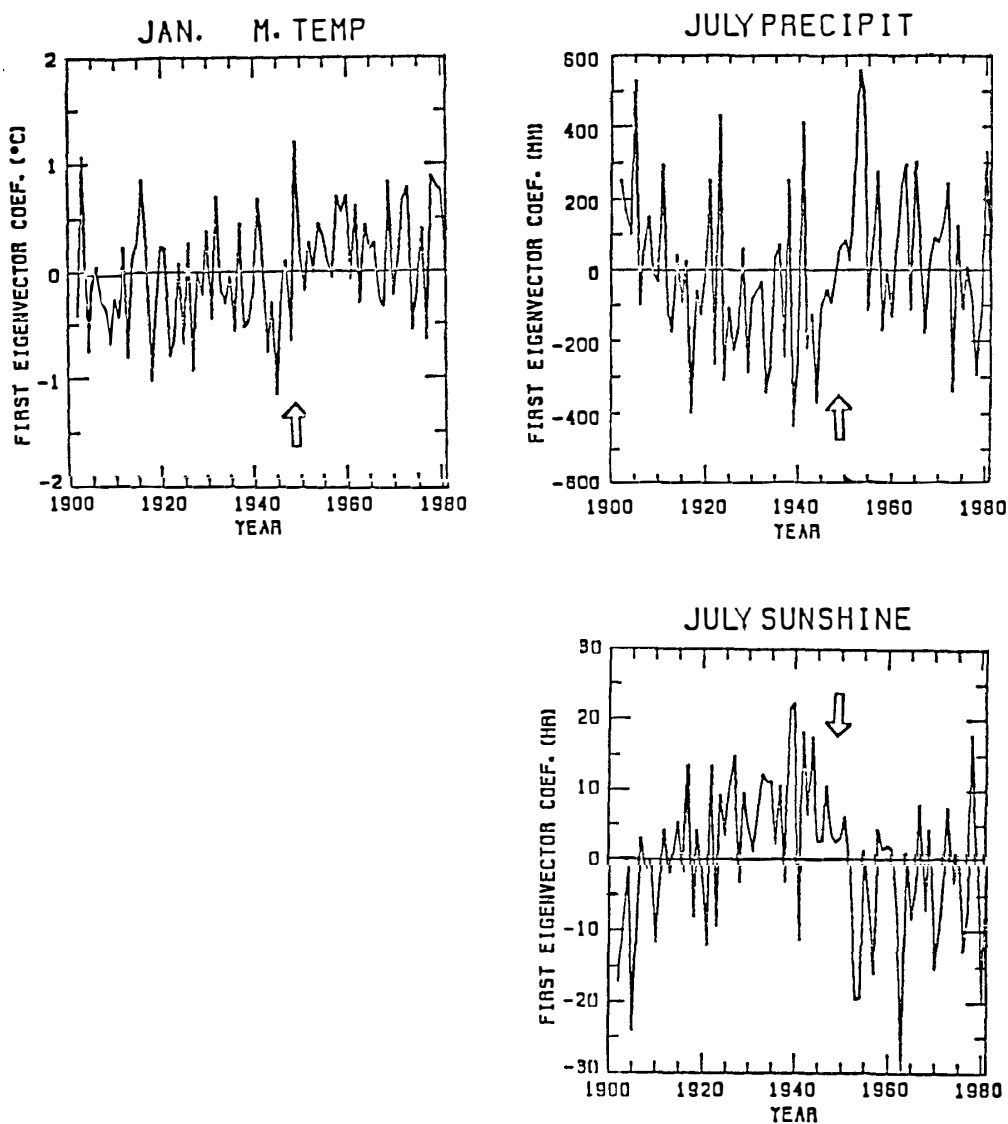 JAN. M. TEMP
2
1
0
-1
-2
FIRST EIGENVECTOR COEF. (°C)
1900 1920 1940 1960 1980
YEAR
JULY PRECIPIT
600
400
200
0
-200
-400
-600
FIRST EIGENVECTOR COEF. (MM)
1900 1920 1940 1960 1980
YEAR
JULY SUNSHINE
30
20
10
0
-10
-20
-30
FIRST EIGENVECTOR COEF. (HR)
1900 1920 1940 1960 1980
YEAR